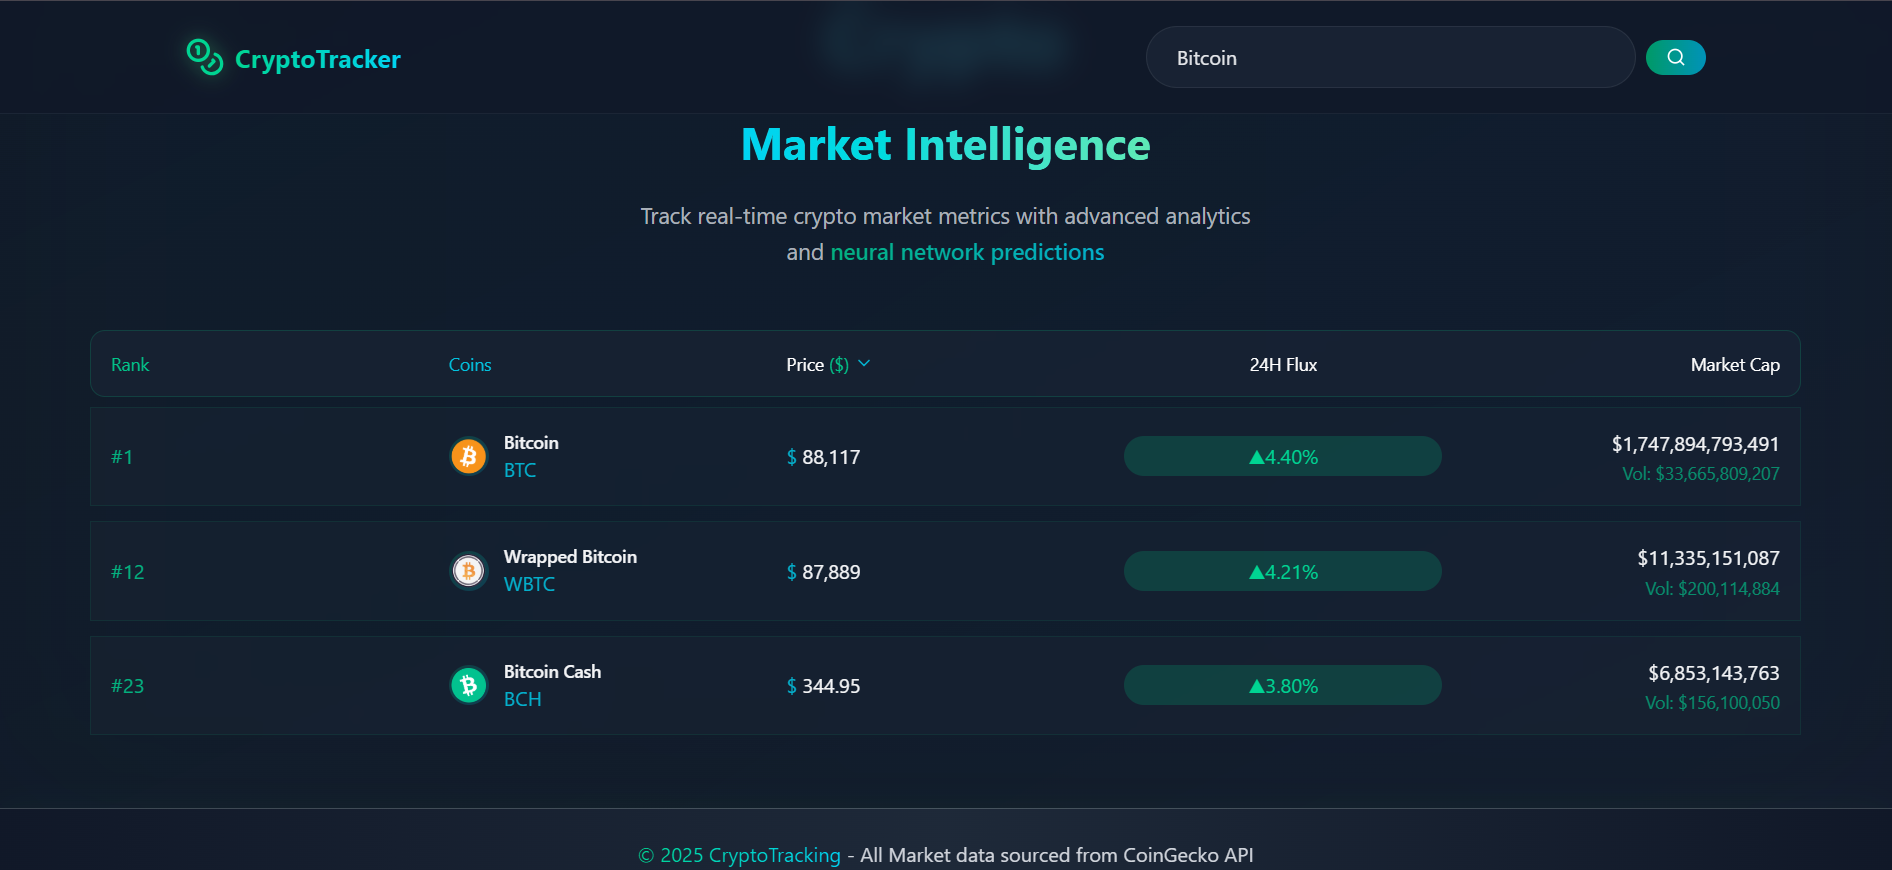 CryptoTracker
Bitcoin
Market Intelligence
Track real-time crypto market metrics with advanced analytics
and neural network predictions
Rank Coins Price ($) 24H Flux Market Cap
#1 Bitcoin BTC $ 88,117 ▲4.40% $1,747,894,793,491 Vol: $33,665,809,207
#12 Wrapped Bitcoin WBTC $ 87,889 ▲4.21% $11,335,151,087 Vol: $200,114,884
#23 Bitcoin Cash BCH $ 344.95 ▲3.80% $6,853,143,763 Vol: $156,100,050
© 2025 CryptoTracking - All Market data sourced from CoinGecko API